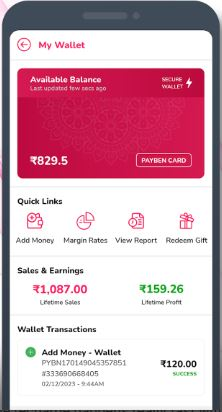 My Wallet
Available Balance
Last updated few secs ago
SECURE
WALLET
₹829.5
PAYBEN CARD
Quick Links
Add Money Margin Rates View Report Redeem Gift
Sales & Earnings
₹1,087.00 ₹159.26
Lifetime Sales Lifetime Profit
Wallet Transactions
Add Money - Wallet
PYBN170149045357851
#333690668405
02/12/2023 - 9:44AM
₹120.00
SUCCESS